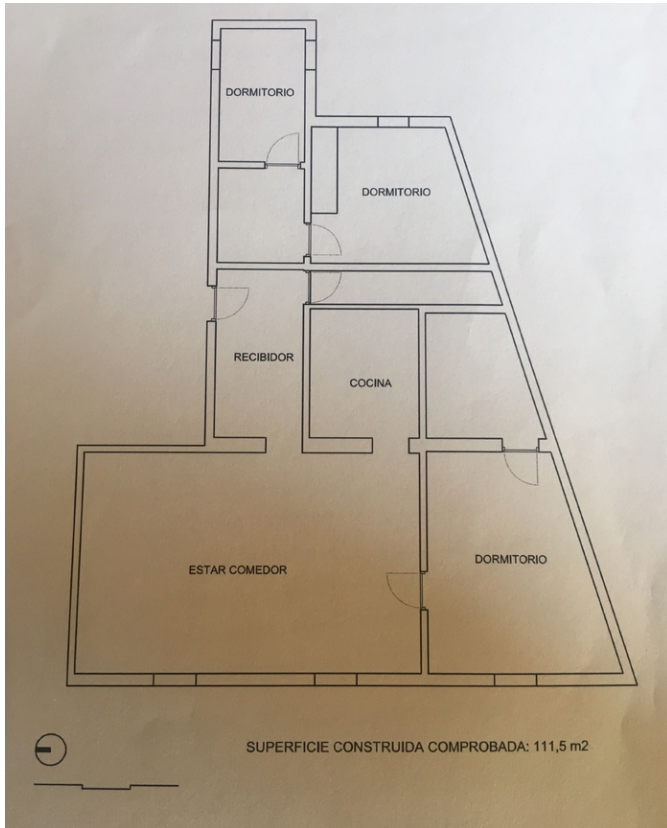 DORMITORIO
DORMITORIO
RECIBIDOR
COCINA
ESTAR COMEDOR
DORMITORIO
SUPERFICIE CONSTRUIDA COMPROBADA: 111,5 m2